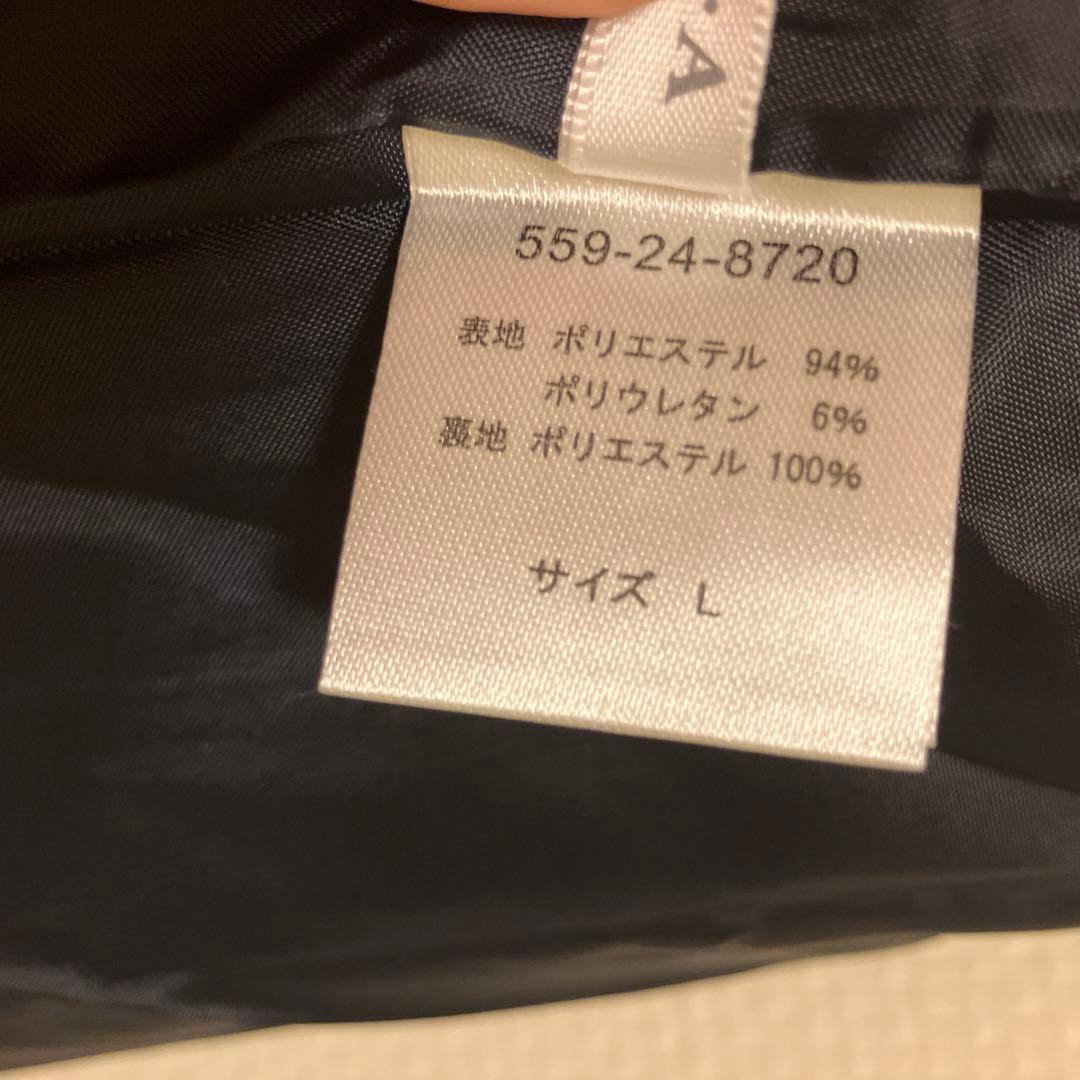 · A
559-24-8720
表地 ポリエステル 94%
ポリウレタン 6%
裏地 ポリエステル 100%
サイズ L